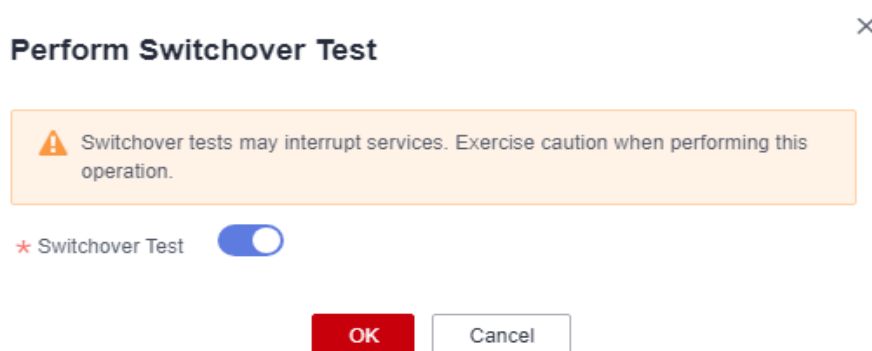 Perform Switchover Test
Switchover tests may interrupt services. Exercise caution when performing this
operation.
* Switchover Test
OK
Cancel